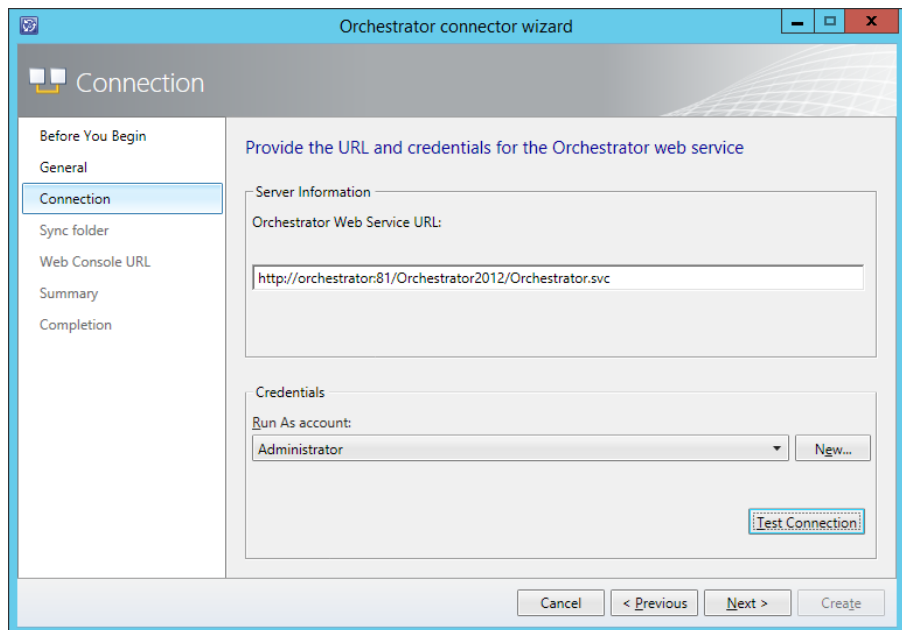 Orchestrator connector wizard
Connection
Before You Begin
General
Connection
Sync folder
Web Console URL
Summary
Completion
Provide the URL and credentials for the Orchestrator web service
Server Information
Orchestrator Web Service URL:
http://orchestrator:81/Orchestrator2012/Orchestrator.svc
Credentials
Run As account:
Administrator
New...
Test Connection
Cancel
< Previous
Next >
Create